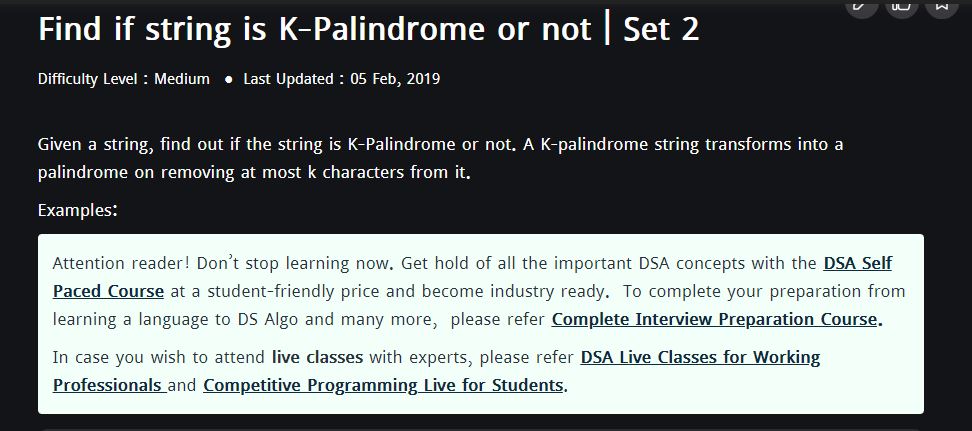 Find if string is K-Palindrome or not | Set 2
Difficulty Level : Medium ● Last Updated : 05 Feb, 2019
Given a string, find out if the string is K-Palindrome or not. A K-palindrome string transforms into a
palindrome on removing at most k characters from it.
Examples:
Attention reader! Don’t stop learning now. Get hold of all the important DSA concepts with the DSA Self
Paced Course at a student-friendly price and become industry ready. To complete your preparation from
learning a language to DS Algo and many more, please refer Complete Interview Preparation Course.
In case you wish to attend live classes with experts, please refer DSA Live Classes for Working
Professionals and Competitive Programming Live for Students.